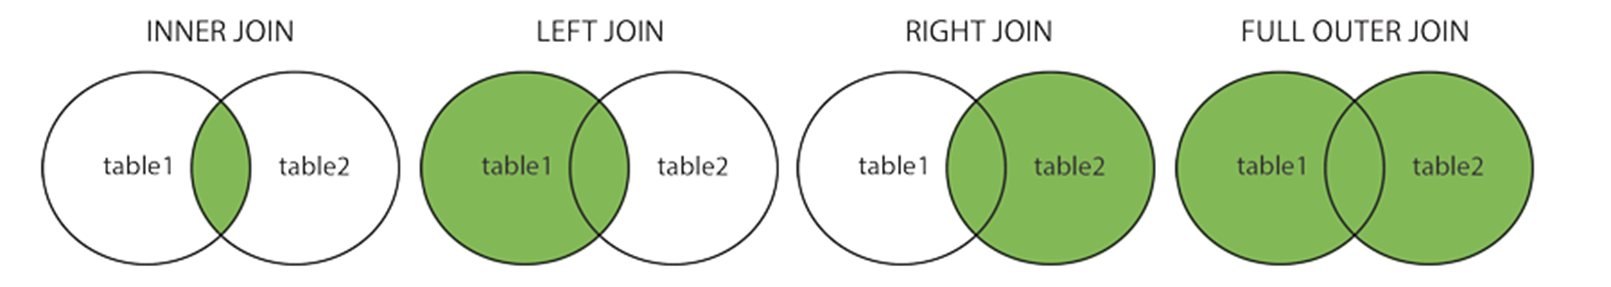 INNER JOIN
LEFT JOIN
RIGHT JOIN
FULL OUTER JOIN
table1
table2
table1
table2
table1
table2
table1
table2